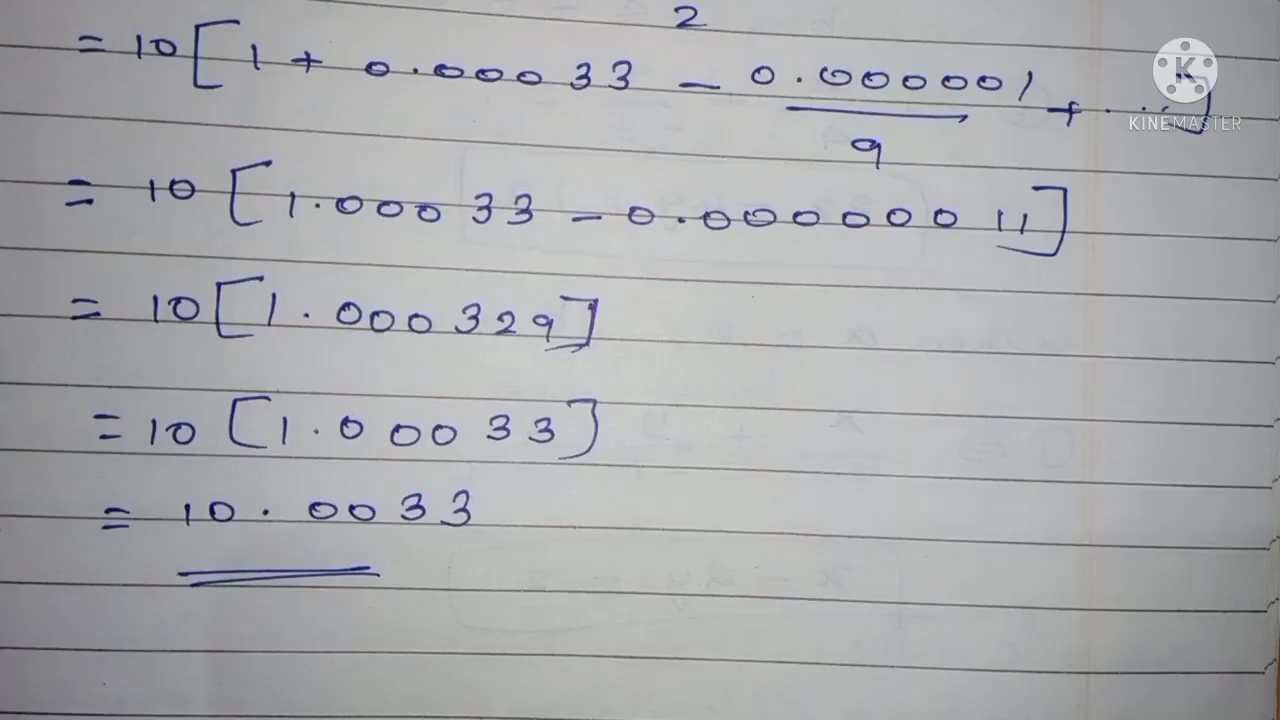 2
= 10 [ 1 + 0.00033 - 0.000001/9 + ... ]
KINEMASTER
= 10 [ 1.00033 - 0.00000011 ]
= 10 [ 1.000329 ]
= 10 [ 1.00033 ]
= 10.0033